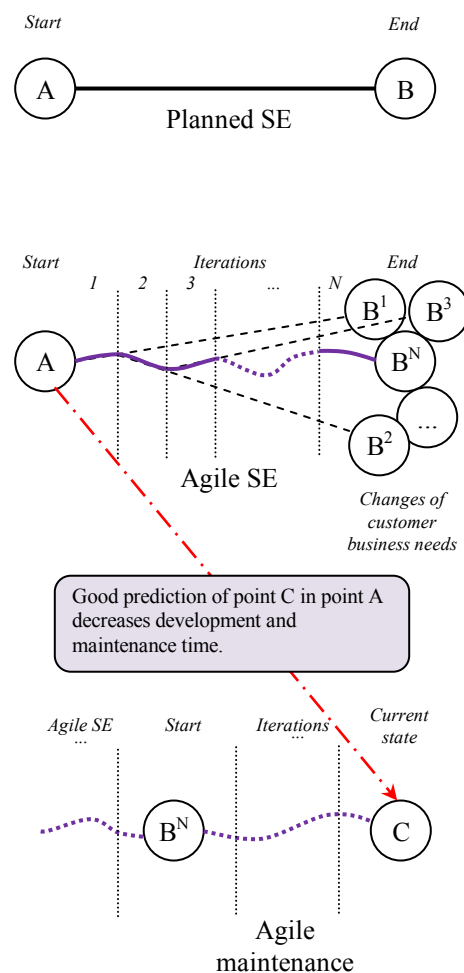 Start End
A B
Planned SE
Start Iterations End
1 2 3 ... N
B¹ B³
A Bᴺ
B² ...
Agile SE
Changes of
customer
business needs
Good prediction of point C in point A
decreases development and
maintenance time.
Agile SE Start Iterations Current
... ... state
Bᴺ C
Agile
maintenance